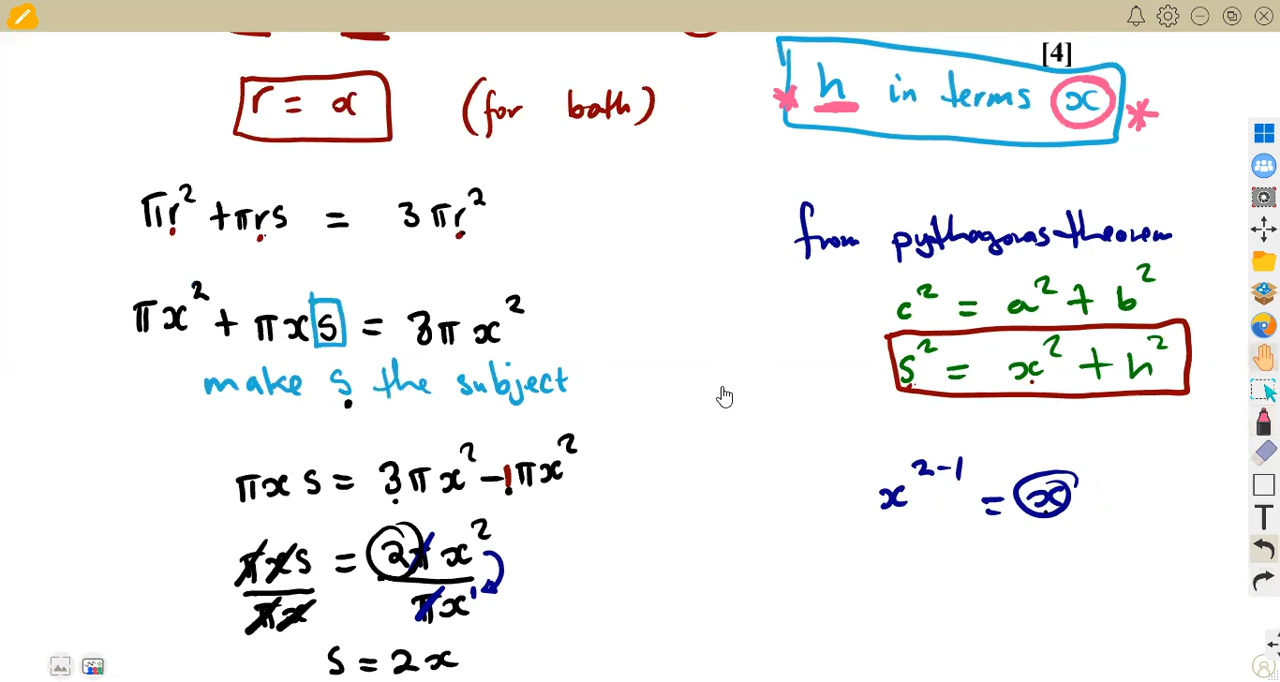 [4]
r = x (for both)
* h in terms x *
πr² + πrs = 3πr²
πx² + πxs = 3πx²
make s the subject
πxs = 3πx² - 1πx²
πxs / πx = 2πx² / πx¹
s = 2x
from pythagoras theorem
c² = a² + b²
s² = x² + h²
x²⁻¹ = x
T